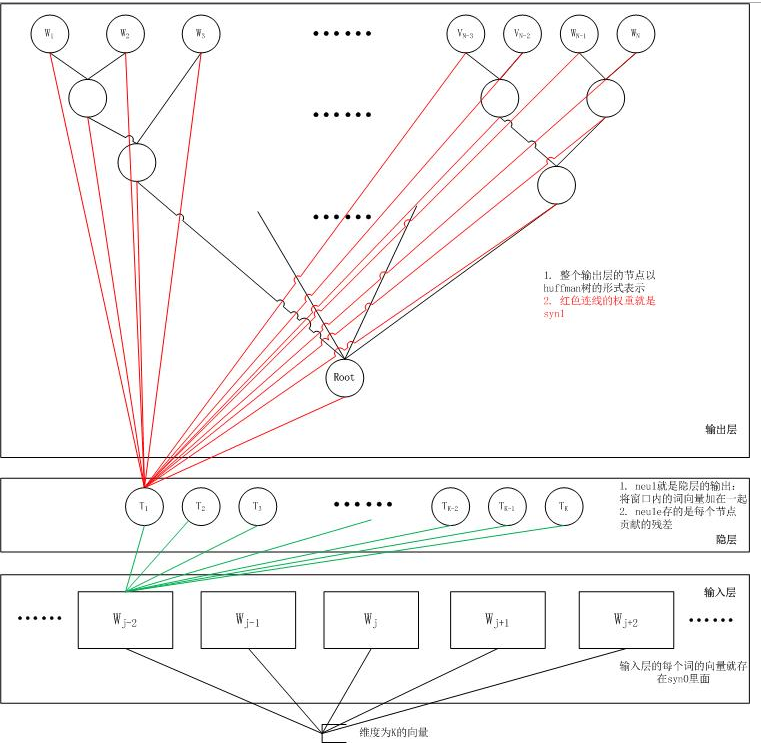 W1 W2 W3 ······ VN-3 VN-2 WN-1 WN
······
······
1. 整个输出层的节点以
huffman树的形式表示
2. 红色连线的权重就是
syn1
Root
输出层
T1 T2 T3 ······ TK-2 TK-1 TK
1. neu1就是隐层的输出:
将窗口内的词向量加在一起
2. neu1e存的是每个节点
贡献的残差
隐层
输入层
······ Wj-2 Wj-1 Wj Wj+1 Wj+2 ······
输入层的每个词的向量就存
在syn0里面
维度为K的向量